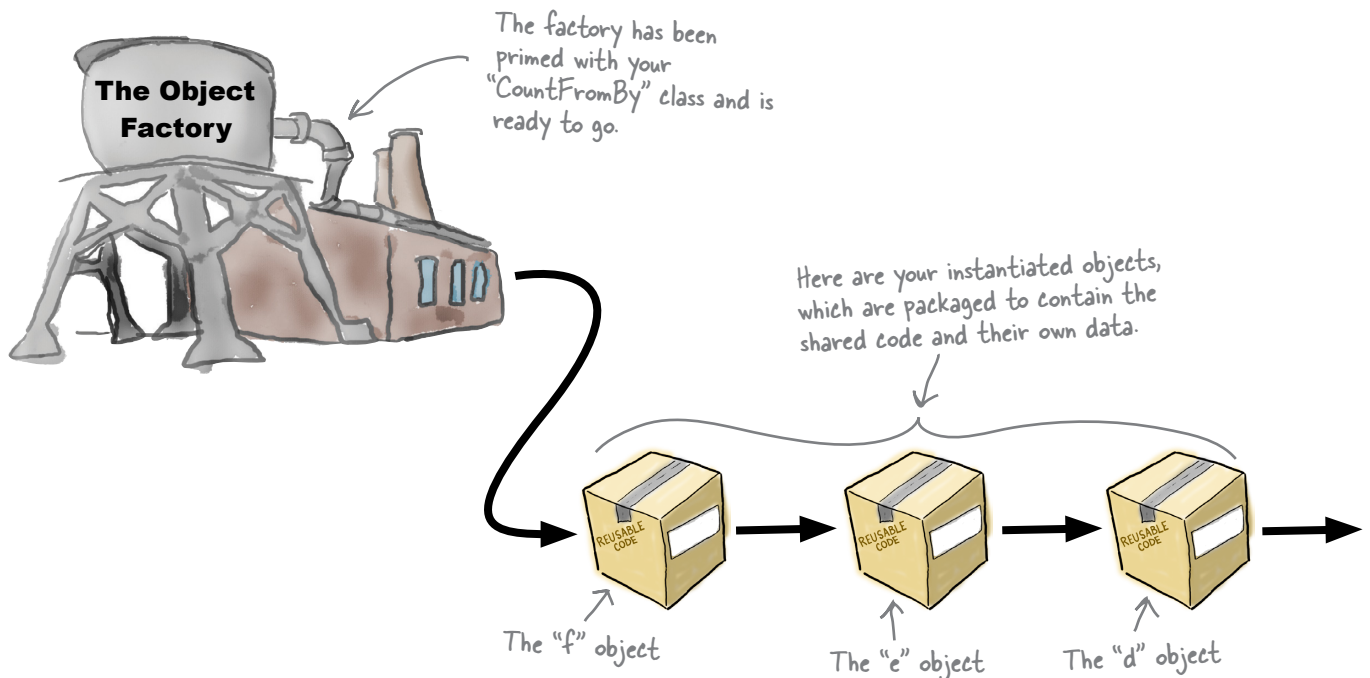 The factory has been
primed with your
“CountFromBy” class and is
ready to go.
The Object
Factory
Here are your instantiated objects,
which are packaged to contain the
shared code and their own data.
REUSABLE
CODE
REUSABLE
CODE
REUSABLE
CODE
The “f” object
The “e” object
The “d” object